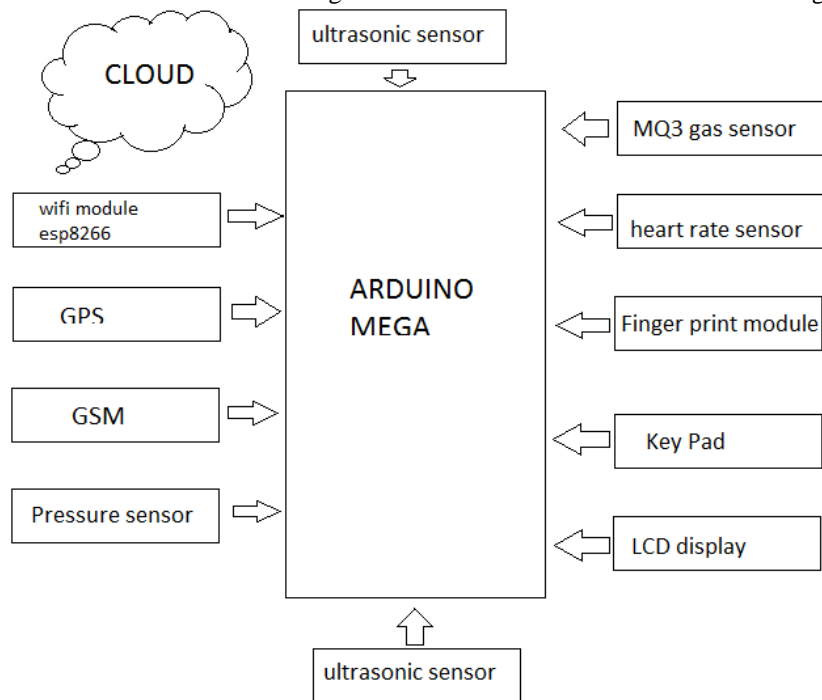 ultrasonic sensor
CLOUD
MQ3 gas sensor
wifi module
esp8266
heart rate sensor
GPS
ARDUINO
MEGA
Finger print module
GSM
Key Pad
Pressure sensor
LCD display
ultrasonic sensor